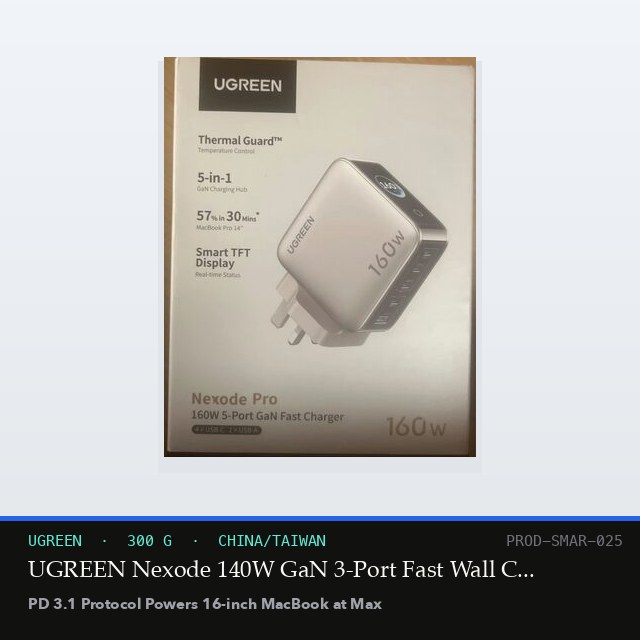 UGREEN
Thermal Guard™
Temperature Control
5-in-1
GaN Charging Hub
57% in 30 Mins*
MacBook Pro 14"
Smart TFT
Display
Real-time Status
160
UGREEN
160W
Nexode Pro
160W 5-Port GaN Fast Charger
4 x USB-C 1 x USB-A
160W
UGREEN · 300 G · CHINA/TAIWAN
PROD-SMAR-025
UGREEN Nexode 140W GaN 3-Port Fast Wall C...
PD 3.1 Protocol Powers 16-inch MacBook at Max